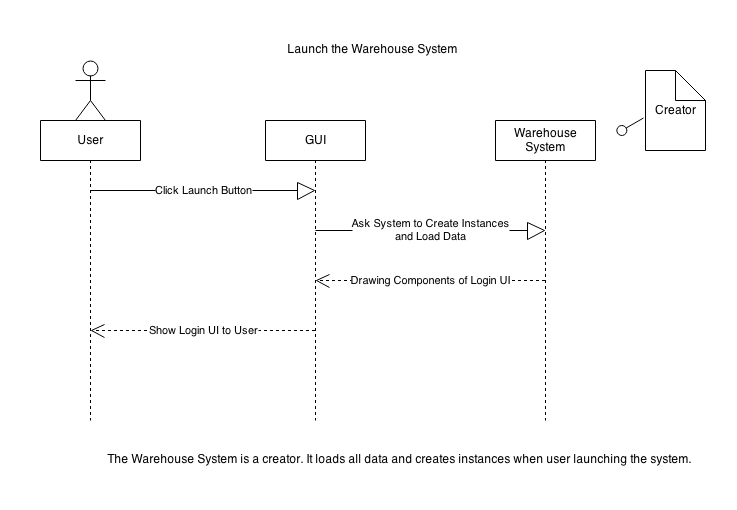 Launch the Warehouse System
Creator
User
GUI
Warehouse
System
Click Launch Button
Ask System to Create Instances
and Load Data
Drawing Components of Login UI
Show Login UI to User
The Warehouse System is a creator. It loads all data and creates instances when user launching the system.